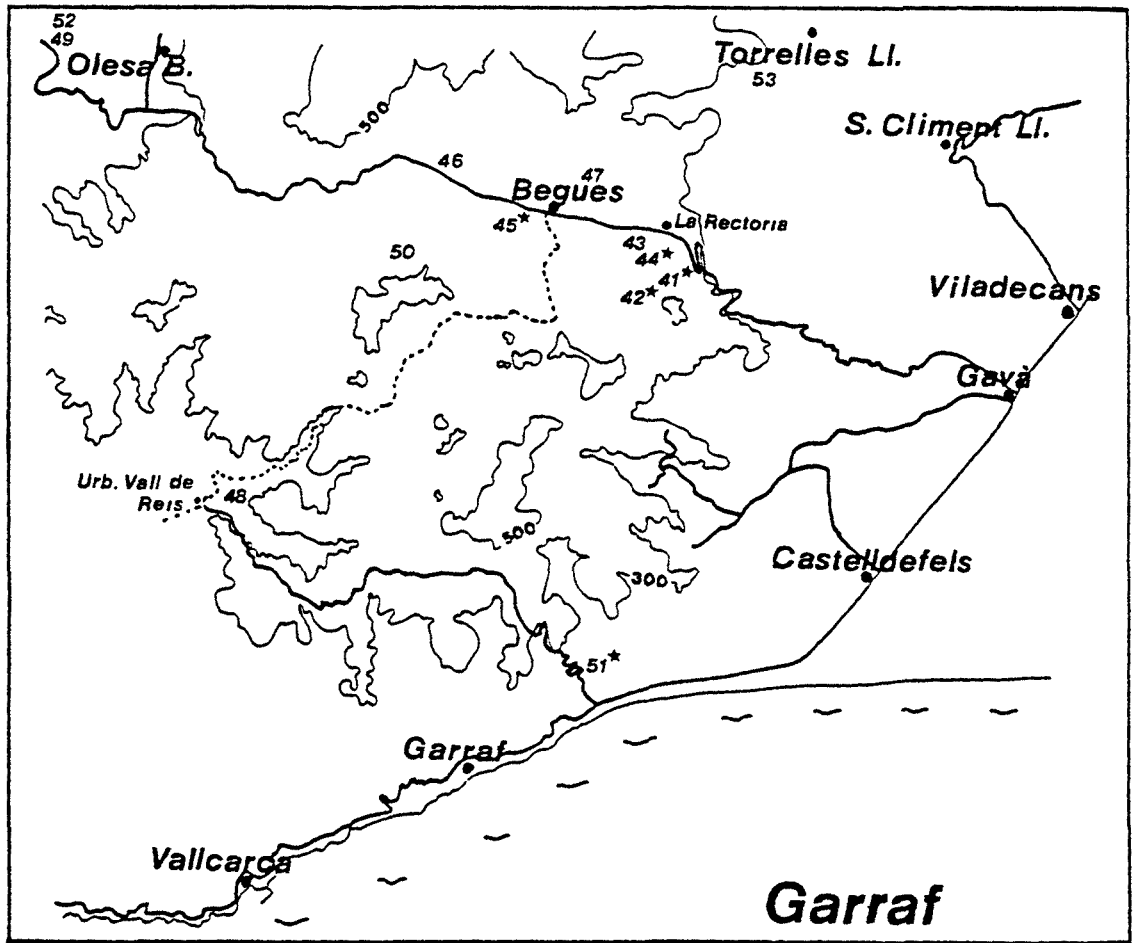 52
49
Olesa B.
Torrelles Ll.
53
500
S. Climent Ll.
46
47
Begues
45*
La Rectoria
43
44*
41*
42*
50
Viladecans
Gavà
Urb. Vall de
Reis
48
500
300
Castelldefels
51*
Garraf
Vallcarca
Garraf